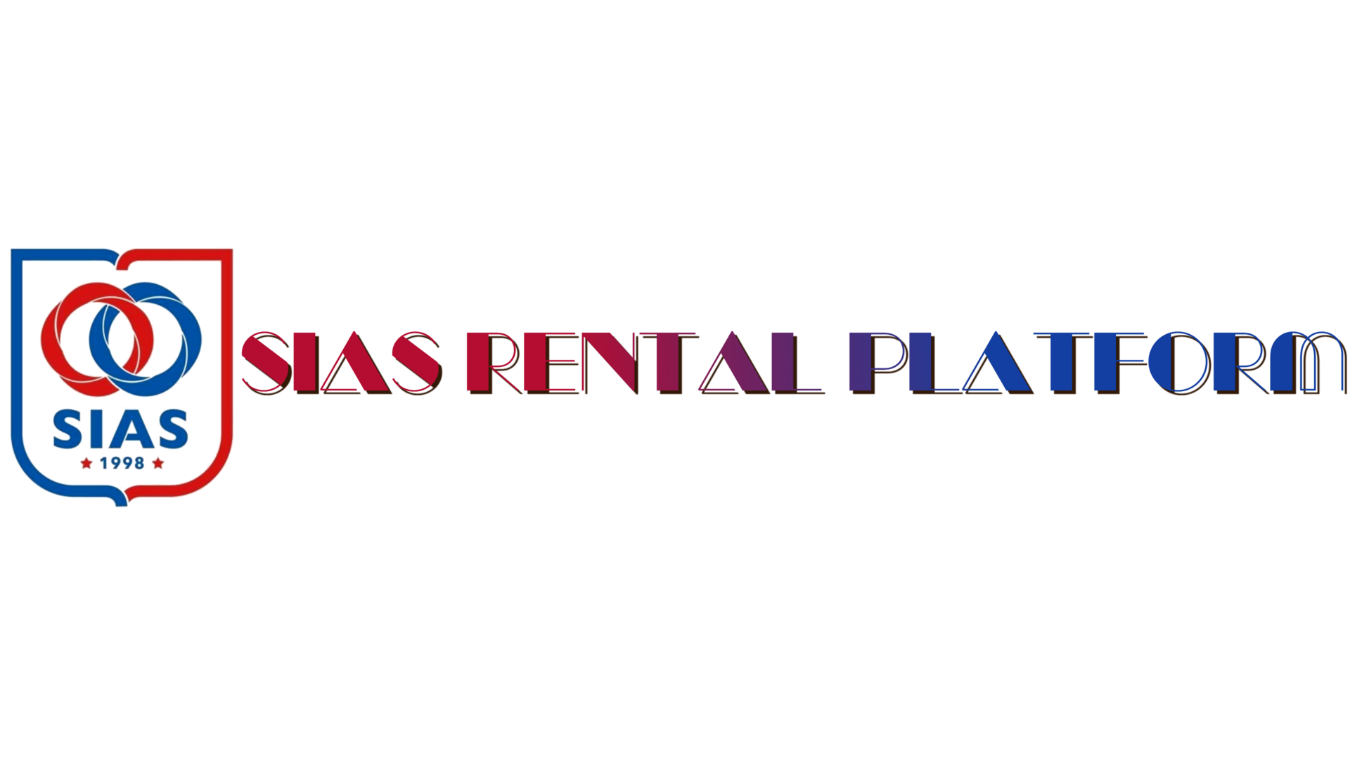 SIAS
★ 1998 ★
SIAS RENTAL PLATFORM